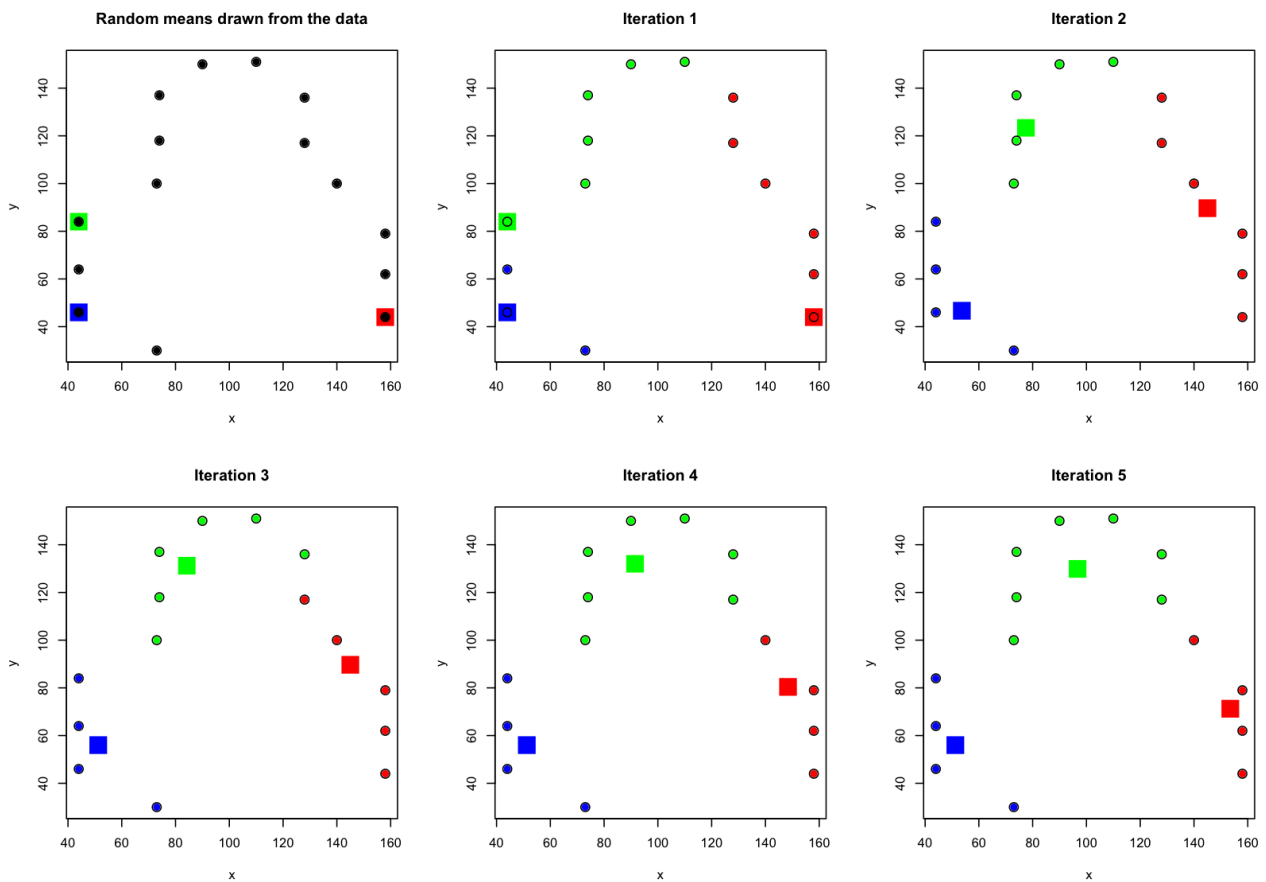 Random means drawn from the data
Iteration 1
Iteration 2
y
40 60 80 100 120 140
40 60 80 100 120 140 160
x
y
40 60 80 100 120 140
40 60 80 100 120 140 160
x
y
40 60 80 100 120 140
40 60 80 100 120 140 160
x
Iteration 3
Iteration 4
Iteration 5
y
40 60 80 100 120 140
40 60 80 100 120 140 160
x
y
40 60 80 100 120 140
40 60 80 100 120 140 160
x
y
40 60 80 100 120 140
40 60 80 100 120 140 160
x